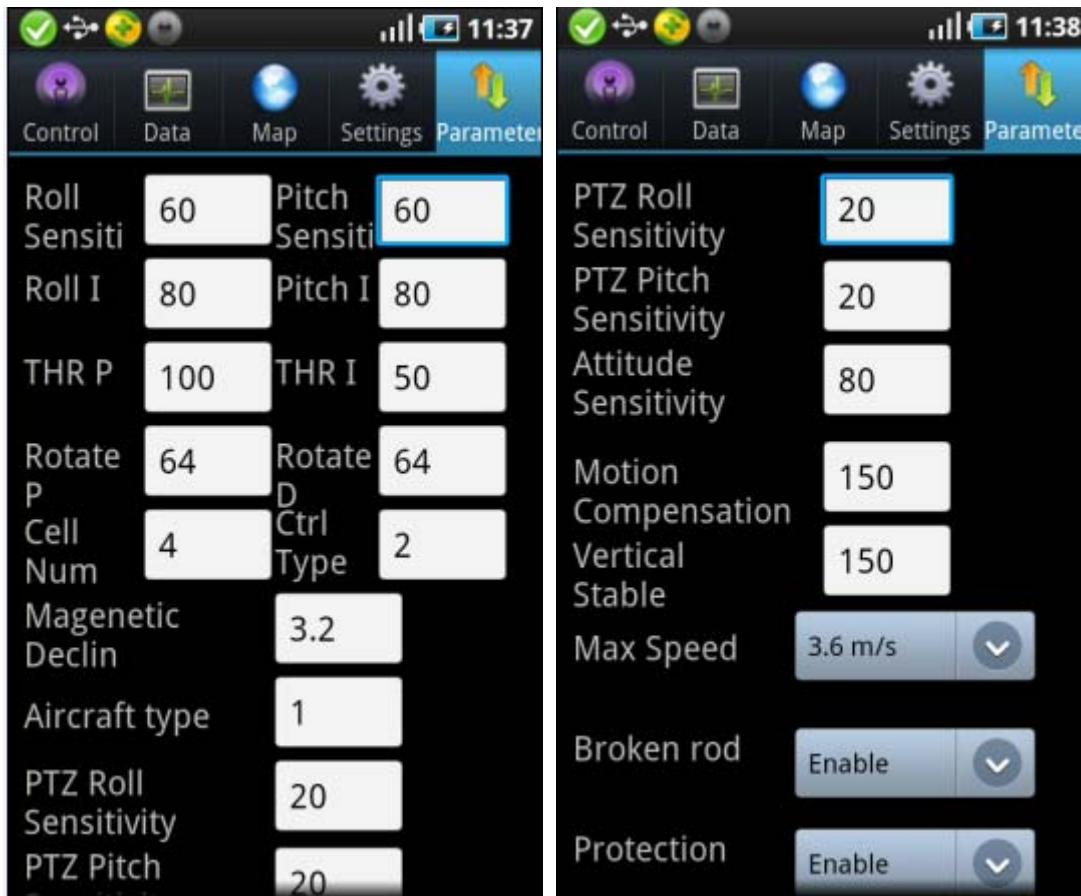 11:37
Control Data Map Settings Parameter
Roll 60 Pitch 60
Sensiti Sensiti
Roll I 80 Pitch I 80
THR P 100 THR I 50
Rotate 64 Rotate 64
P D
Cell 4 Ctrl 2
Num Type
Magenetic 3.2
Declin
Aircraft type 1
PTZ Roll 20
Sensitivity
PTZ Pitch 20
11:38
Control Data Map Settings Paramete
PTZ Roll 20
Sensitivity
PTZ Pitch 20
Sensitivity
Attitude 80
Sensitivity
Motion 150
Compensation
Vertical 150
Stable
Max Speed 3.6 m/s
Broken rod Enable
Protection Enable